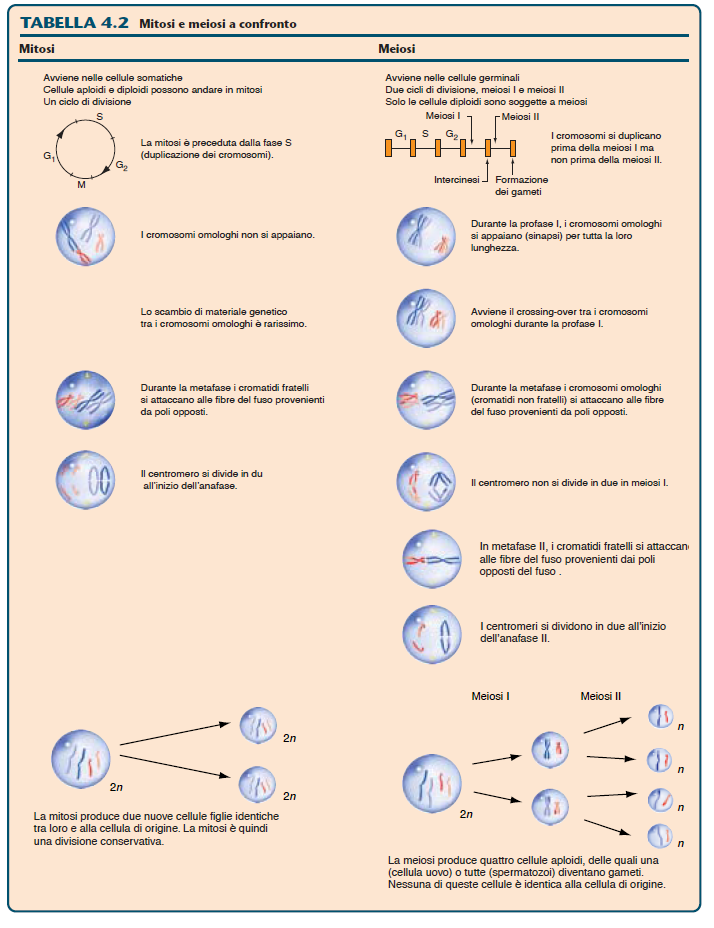 TABELLA 4.2 Mitosi e meiosi a confronto
Mitosi
Meiosi
Avviene nelle cellule somatiche
Cellule aploidi e diploidi possono andare in mitosi
Un ciclo di divisione
Avviene nelle cellule germinali
Due cicli di divisione, meiosi I e meiosi II
Solo le cellule diploidi sono soggette a meiosi
S
G1
G2
M
La mitosi è preceduta dalla fase S
(duplicazione dei cromosomi).
Meiosi I
Meiosi II
G1 S G2
Intercinesi
Formazione
dei gameti
I cromosomi si duplicano
prima della meiosi I ma
non prima della meiosi II.
I cromosomi omologhi non si appaiano.
Durante la profase I, i cromosomi omologhi
si appaiano (sinapsi) per tutta la loro
lunghezza.
Lo scambio di materiale genetico
tra i cromosomi omologhi è rarissimo.
Avviene il crossing-over tra i cromosomi
omologhi durante la profase I.
Durante la metafase i cromatidi fratelli
si attaccano alle fibre del fuso provenienti
da poli opposti.
Durante la metafase i cromosomi omologhi
(cromatidi non fratelli) si attaccano alle fibre
del fuso provenienti da poli opposti.
Il centromero si divide in du
all'inizio dell'anafase.
Il centromero non si divide in due in meiosi I.
In metafase II, i cromatidi fratelli si attaccan
alle fibre del fuso provenienti dai poli
opposti del fuso .
I centromeri si dividono in due all'inizio
dell'anafase II.
2n
2n
2n
La mitosi produce due nuove cellule figlie identiche
tra loro e alla cellula di origine. La mitosi è quindi
una divisione conservativa.
Meiosi I
Meiosi II
2n
n
n
n
n
La meiosi produce quattro cellule aploidi, delle quali una
(cellula uovo) o tutte (spermatozoi) diventano gameti.
Nessuna di queste cellule è identica alla cellula di origine.